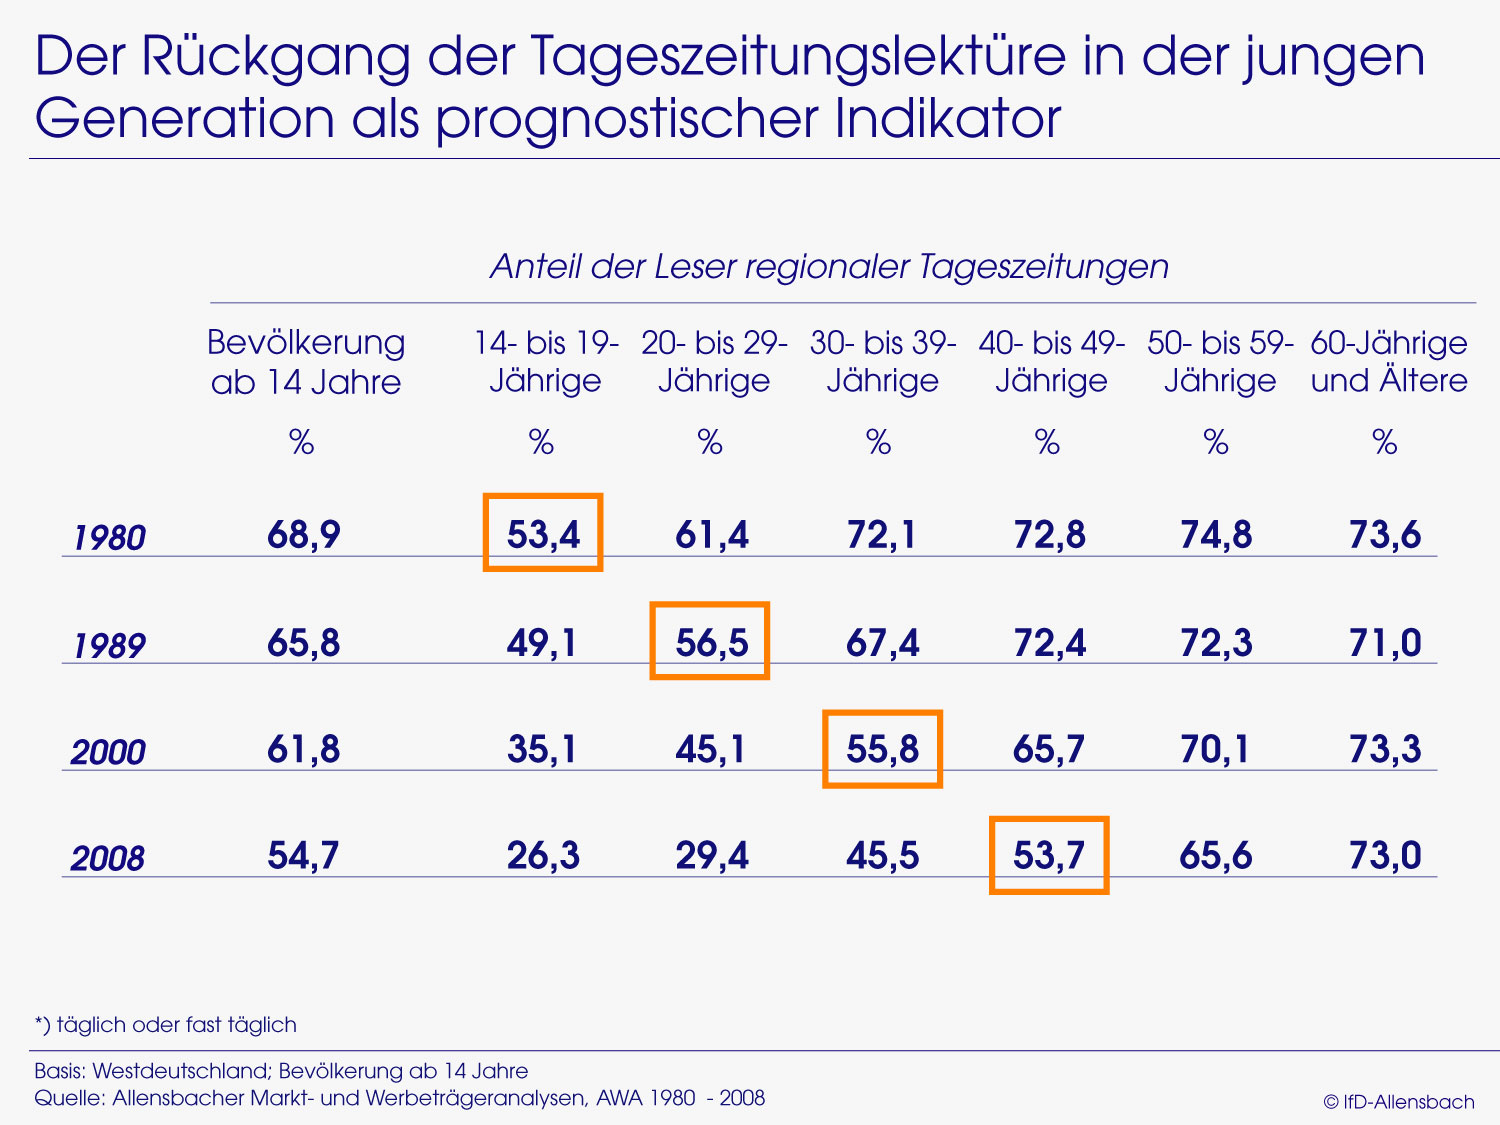 Der Rückgang der Tageszeitungslektüre in der jungen
Generation als prognostischer Indikator
Anteil der Leser regionaler Tageszeitungen
Bevölkerung 14- bis 19- 20- bis 29- 30- bis 39- 40- bis 49- 50- bis 59- 60-Jährige
ab 14 Jahre Jährige Jährige Jährige Jährige Jährige und Ältere
% % % % % % %
1980 68,9 53,4 61,4 72,1 72,8 74,8 73,6
1989 65,8 49,1 56,5 67,4 72,4 72,3 71,0
2000 61,8 35,1 45,1 55,8 65,7 70,1 73,3
2008 54,7 26,3 29,4 45,5 53,7 65,6 73,0
*) täglich oder fast täglich
Basis: Westdeutschland; Bevölkerung ab 14 Jahre
Quelle: Allensbacher Markt- und Werbeträgeranalysen, AWA 1980 - 2008
© IfD-Allensbach